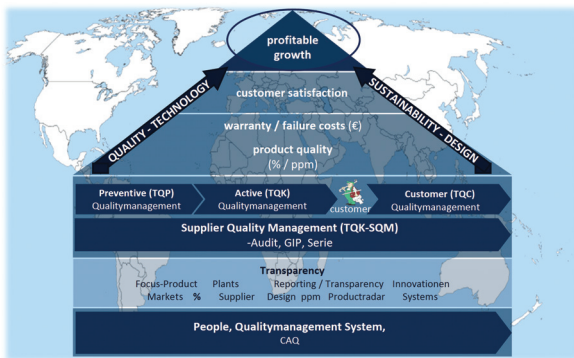 profitable
growth
customer satisfaction
warranty / failure costs (€)
product quality
(% / ppm)
QUALITY - TECHNOLOGY
SUSTAINABILITY - DESIGN
Preventive (TQP)
Qualitymanagement
Active (TQK)
Qualitymanagement
customer
Customer (TQC)
Qualitymanagement
Supplier Quality Management (TQK-SQM)
-Audit, GIP, Serie
Transparency
Focus-Product Plants Reporting / Transparency Innovationen
Markets % Supplier Design ppm Productradar Systems
People, Qualitymanagement System,
CAQ